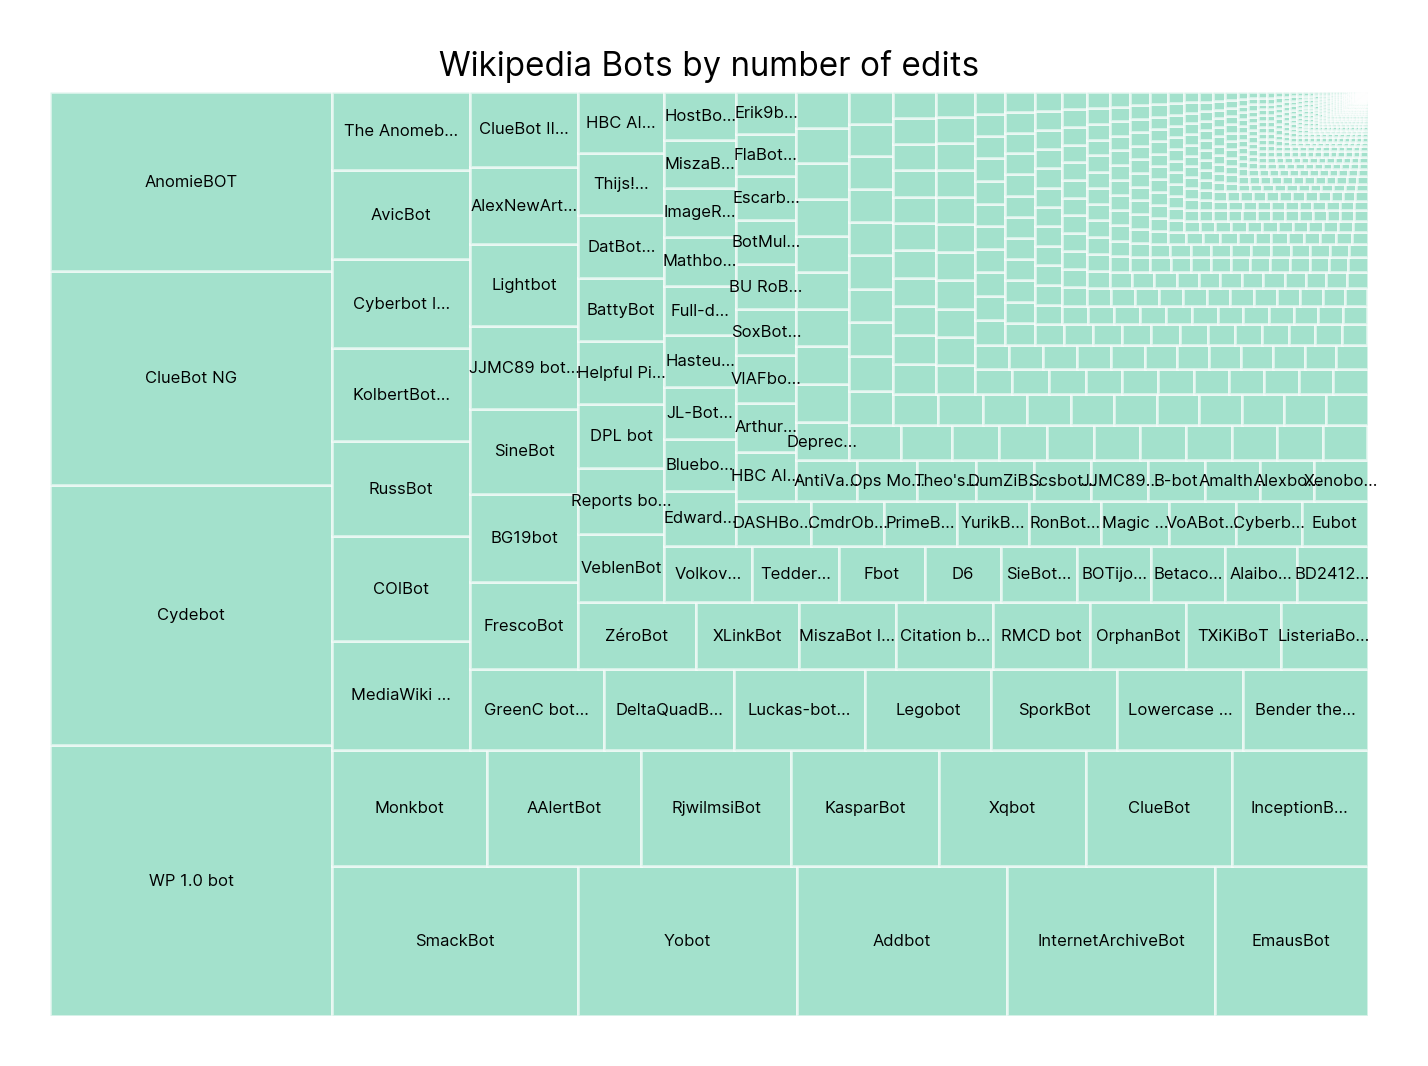 Wikipedia Bots by number of edits
AnomieBOT
ClueBot NG
Cydebot
WP 1.0 bot
The Anomeb...
AvicBot
Cyberbot I...
KolbertBot...
RussBot
COIBot
MediaWiki ...
ClueBot II...
AlexNewArt...
Lightbot
JJMC89 bot...
SineBot
BG19bot
FrescoBot
HBC AI...
Thijs!...
DatBot...
BattyBot
Helpful Pi...
DPL bot
Reports bo...
VeblenBot
HostBo...
MiszaB...
ImageR...
Mathbo...
Full-d...
Hasteu...
JL-Bot...
Bluebo...
Edward...
Erik9b...
FlaBot...
Escarb...
BotMul...
BU RoB...
SoxBot...
VIAFbo...
Arthur...
HBC AI...
Deprec...
AntiVa...
Ops Mo...
Theo's...
DumZiB...
Scsbot...
JJMC89...
B-bot
Amalth...
Alexbo...
Xenobo...
DASHBo...
CmdrOb...
PrimeB...
YurikB...
RonBot...
Magic ...
VoABot...
Cyberb...
Eubot
Volkov...
Tedder...
Fbot
D6
SieBot...
BOTijo...
Betaco...
Alaibo...
BD2412...
ZéroBot
XLinkBot
MiszaBot I...
Citation b...
RMCD bot
OrphanBot
TXiKiBoT
ListeriaBo...
GreenC bot...
DeltaQuadB...
Luckas-bot...
Legobot
SporkBot
Lowercase ...
Bender the...
Monkbot
AAlertBot
RjwilmsiBot
KasparBot
Xqbot
ClueBot
InceptionB...
SmackBot
Yobot
Addbot
InternetArchiveBot
EmausBot